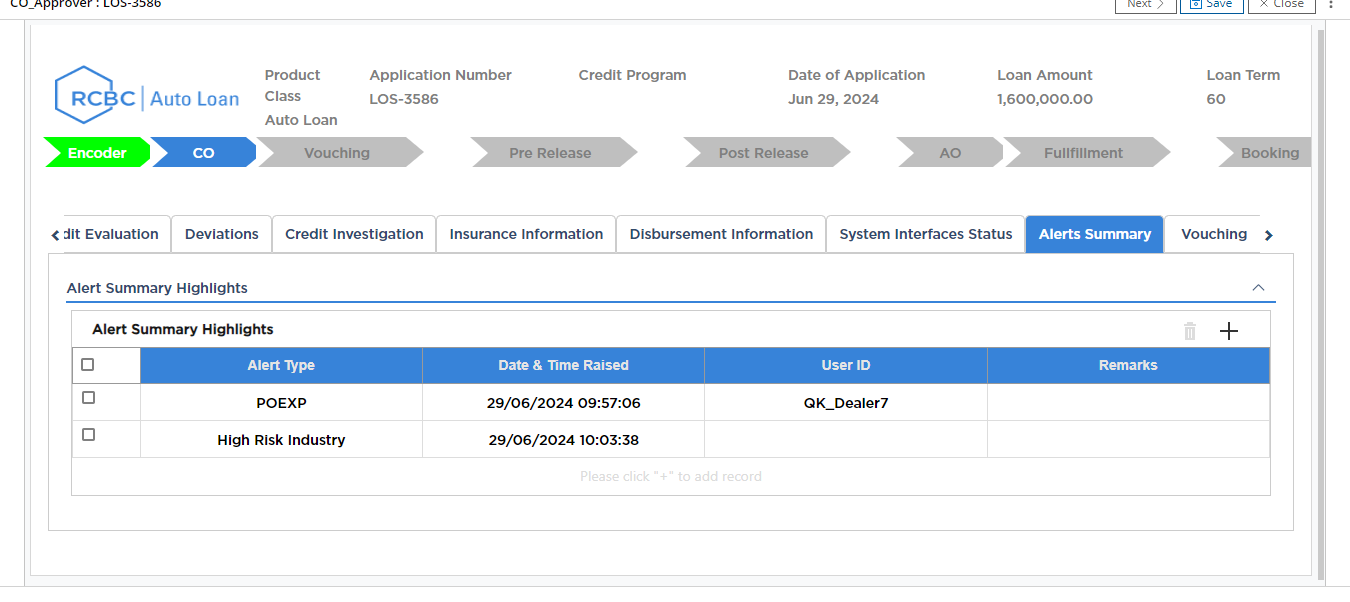 CO_Approver : LOS-3586
Next
Save
Close
RCBC Auto Loan
Product Class
Auto Loan
Application Number
LOS-3586
Credit Program
Date of Application
Jun 29, 2024
Loan Amount
1,600,000.00
Loan Term
60
Encoder CO Vouching Pre Release Post Release AO Fullfillment Booking
dit Evaluation Deviations Credit Investigation Insurance Information Disbursement Information System Interfaces Status Alerts Summary Vouching
Alert Summary Highlights
Alert Summary Highlights
Alert Type Date & Time Raised User ID Remarks
POEXP 29/06/2024 09:57:06 QK_Dealer7
High Risk Industry 29/06/2024 10:03:38
Please click "+" to add record